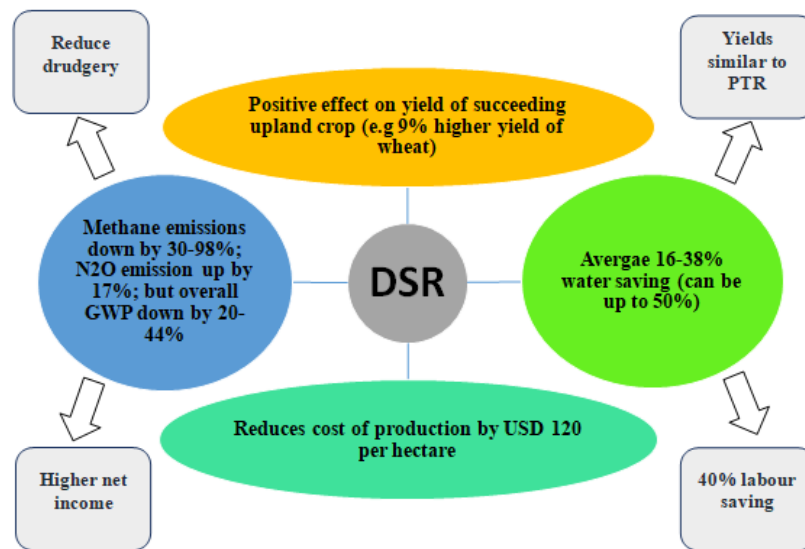 Reduce
drudgery
Yields
similar to
PTR
Positive effect on yield of succeeding
upland crop (e.g 9% higher yield of
wheat)
Methane emissions
down by 30-98%;
N2O emission up by
17%; but overall
GWP down by 20-
44%
DSR
Avergae 16-38%
water saving (can be
up to 50%)
Reduces cost of production by USD 120
per hectare
Higher net
income
40% labour
saving